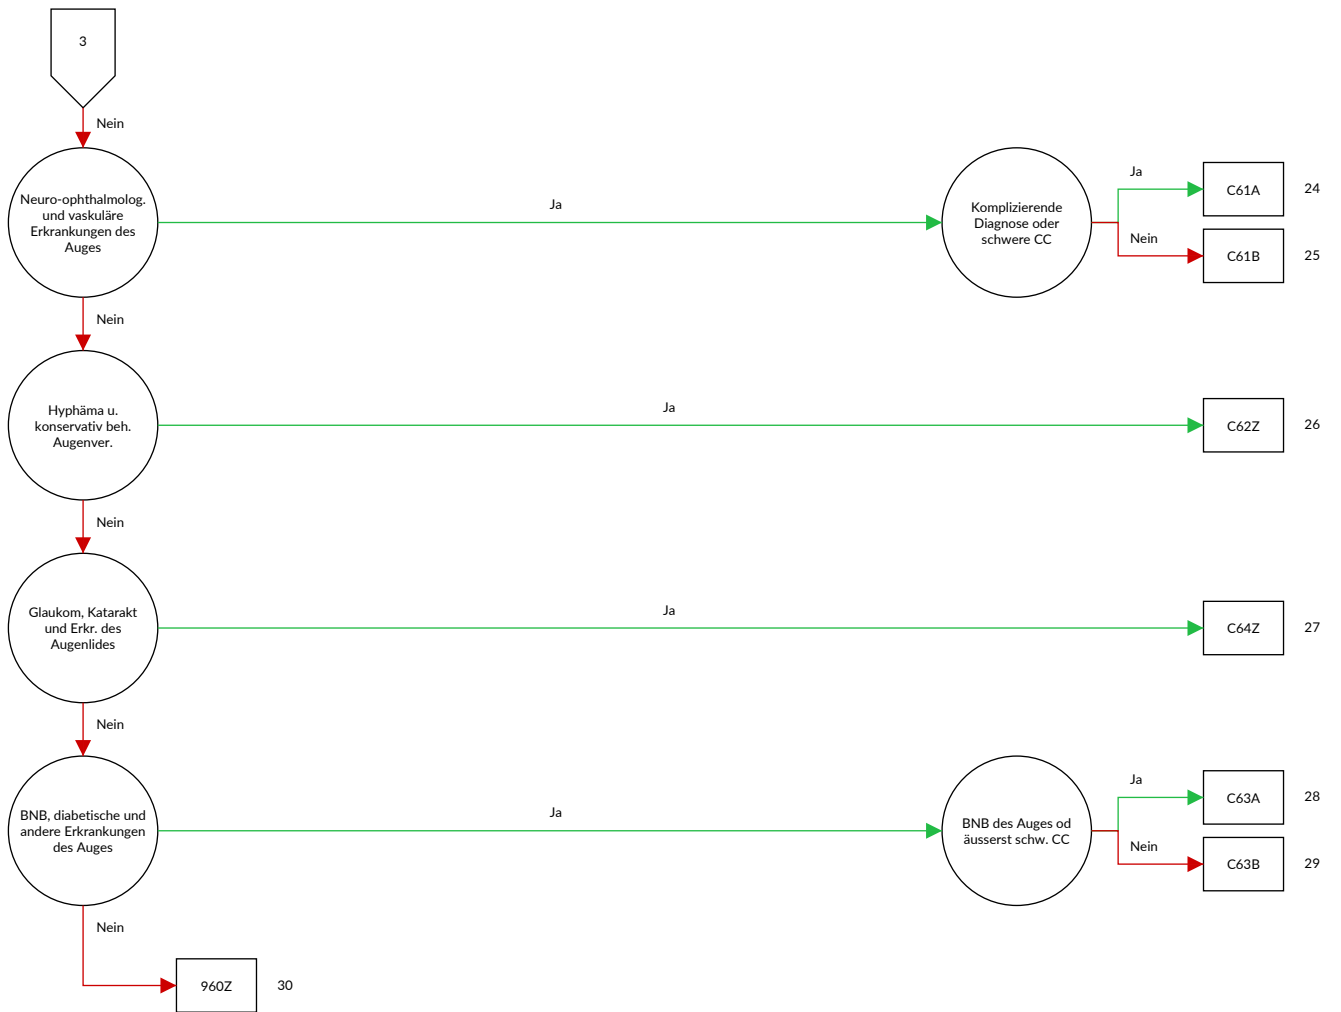 3
Nein
Neuro-ophthalmolog.
und vaskuläre
Erkrankungen des
Auges
Ja
Komplizierende
Diagnose oder
schwere CC
Ja
C61A
24
Nein
C61B
25
Nein
Hyphäma u.
konservativ beh.
Augenver.
Ja
C62Z
26
Nein
Glaukom, Katarakt
und Erkr. des
Augenlides
Ja
C64Z
27
Nein
BNB, diabetische und
andere Erkrankungen
des Auges
Ja
BNB des Auges od
äusserst schw. CC
Ja
C63A
28
Nein
C63B
29
Nein
960Z
30